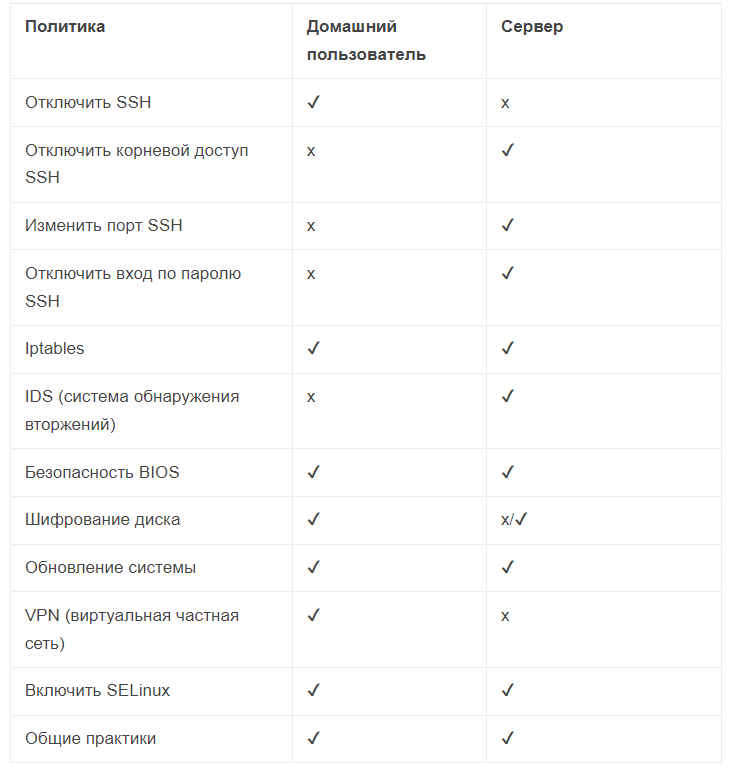 Политика Домашний пользователь Сервер
Отключить SSH ✓ x
Отключить корневой доступ SSH x ✓
Изменить порт SSH x ✓
Отключить вход по паролю SSH x ✓
Iptables ✓ ✓
IDS (система обнаружения вторжений) x ✓
Безопасность BIOS ✓ ✓
Шифрование диска ✓ x/✓
Обновление системы ✓ ✓
VPN (виртуальная частная сеть) ✓ x
Включить SELinux ✓ ✓
Общие практики ✓ ✓